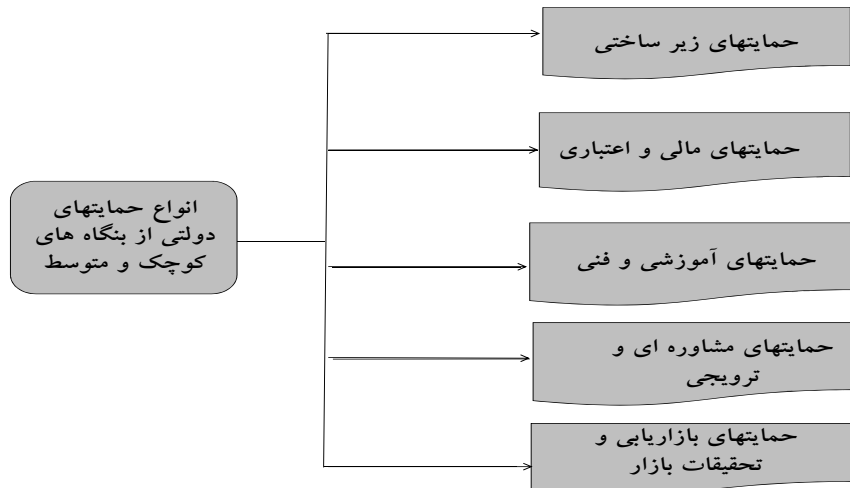 انواع حمایتهای
دولتی از بنگاه های
کوچک و متوسط
حمایتهای زیر ساختی
حمایتهای مالی و اعتباری
حمایتهای آموزشی و فنی
حمایتهای مشاوره ای و
ترویجی
حمایتهای بازاریابی و
تحقیقات بازار